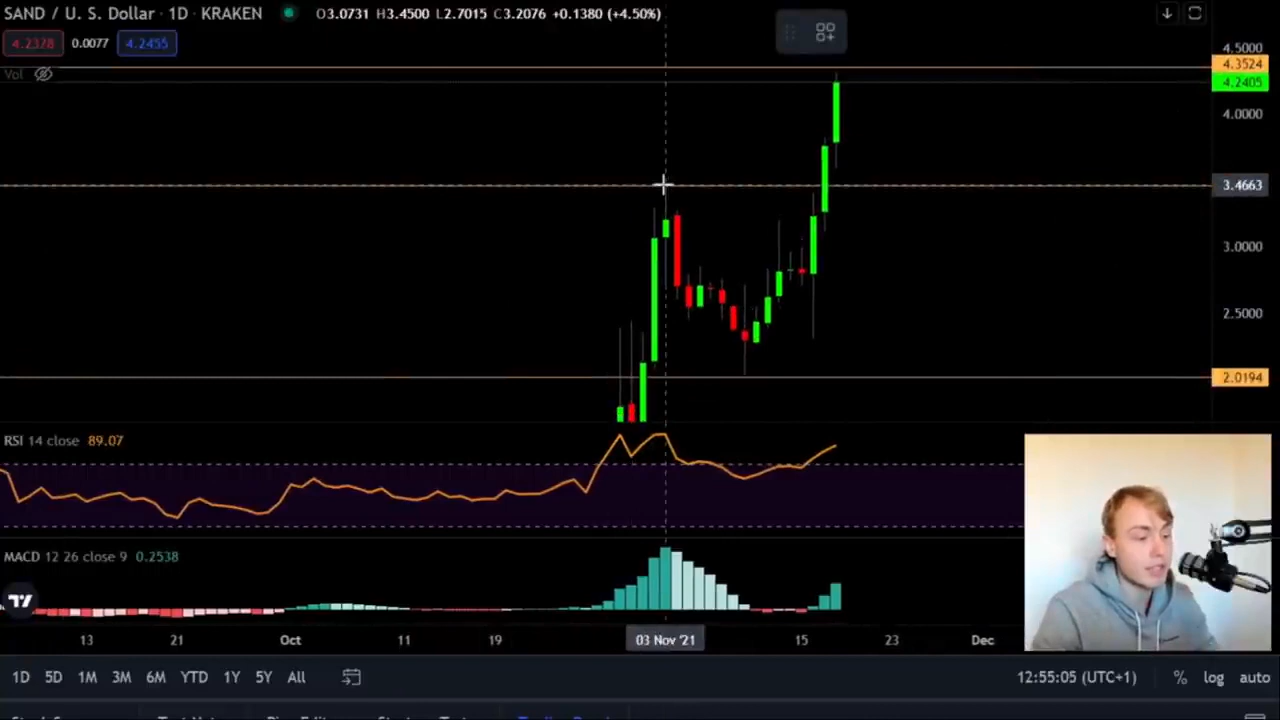 SAND / U. S. Dollar · 1D · KRAKEN O3.0731 H3.4500 L2.7015 C3.2076 +0.1380 (+4.50%)
4.2328 0.0077 4.2455
Vol
4.5000
4.3524
4.2405
4.0000
3.4663
3.0000
2.5000
2.0194
RSI 14 close 89.07
MACD 12 26 close 9 0.2538
13 21 Oct 11 19 03 Nov '21 15 23 Dec
1D 5D 1M 3M 6M YTD 1Y 5Y All 12:55:05 (UTC+1) % log auto